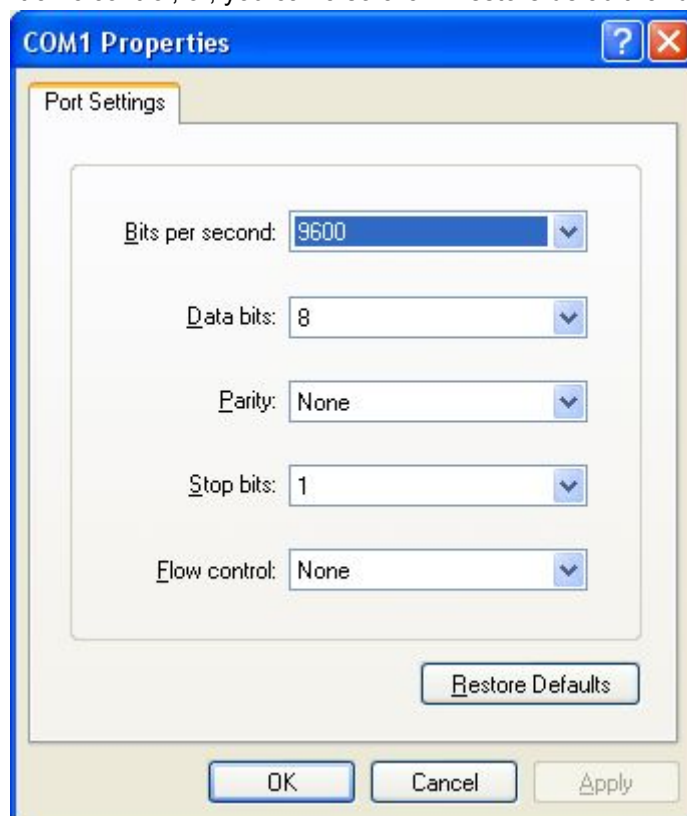 COM1 Properties
Port Settings
Bits per second: 9600
Data bits: 8
Parity: None
Stop bits: 1
Flow control: None
Restore Defaults
OK Cancel Apply